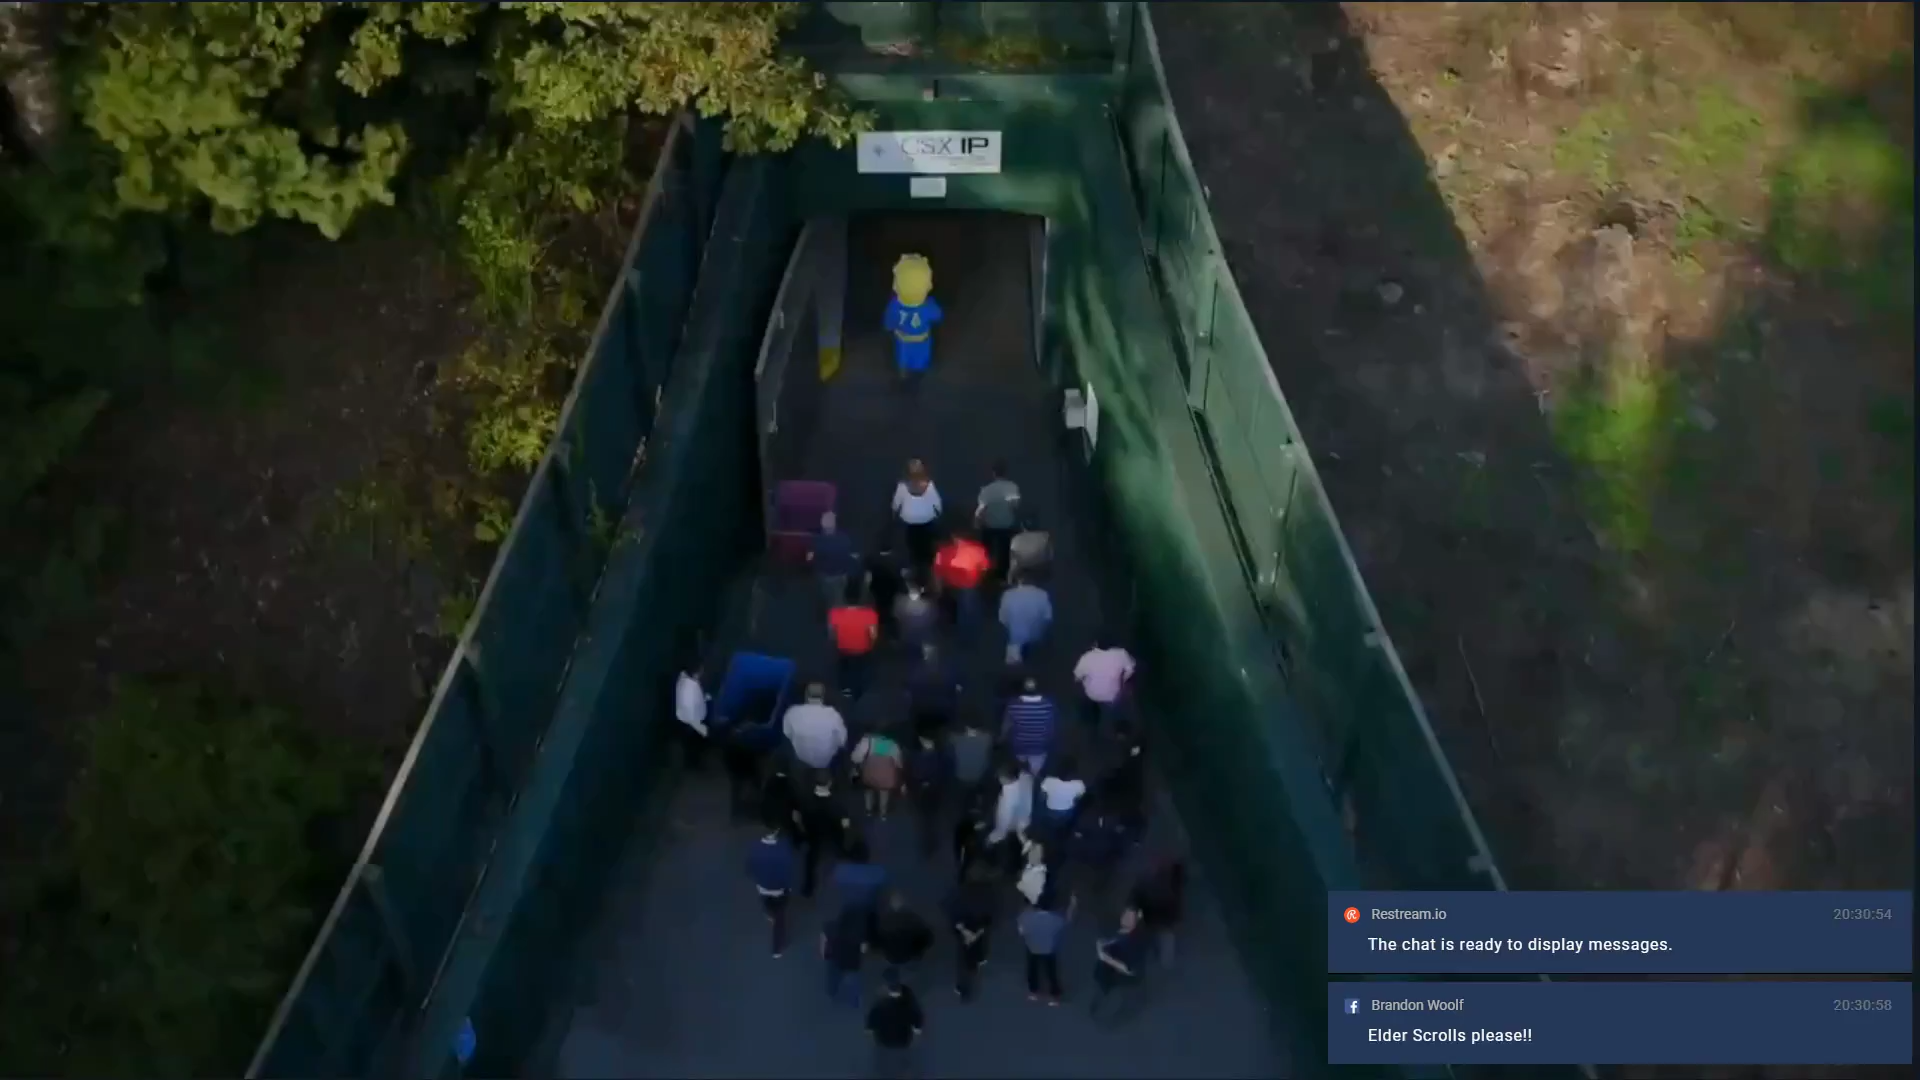 CSX IP
76
Restream.io 20:30:54
The chat is ready to display messages.
Brandon Woolf 20:30:58
Elder Scrolls please!!